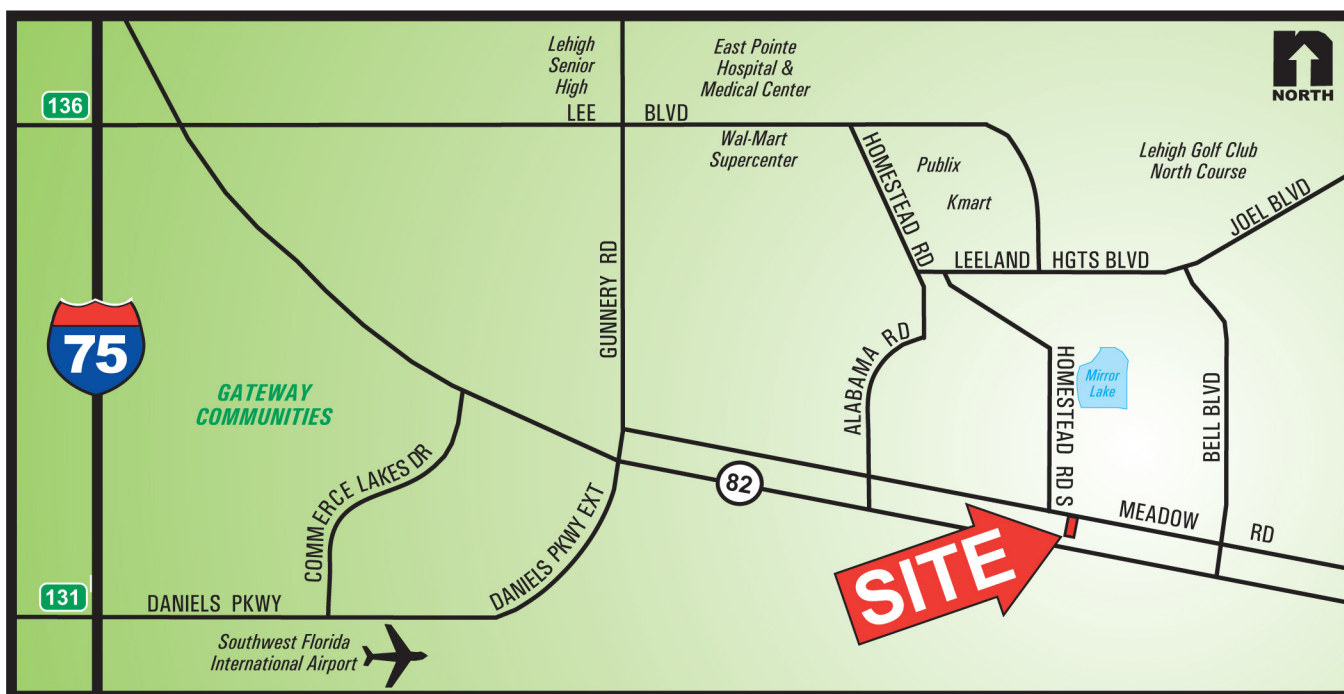 Lehigh
Senior
High
East Pointe
Hospital &
Medical Center
n
NORTH
136
LEE BLVD
Wal-Mart
Supercenter
HOMESTEAD RD
Publix
Kmart
Lehigh Golf Club
North Course
JOEL BLVD
LEELAND HGTS BLVD
GUNNERY RD
75
GATEWAY
COMMUNITIES
ALABAMA RD
HOMESTEAD RD S
Mirror
Lake
BELL BLVD
COMMERCE LAKES DR
82
MEADOW RD
SITE
DANIELS PKWY EXT
131
DANIELS PKWY
Southwest Florida
International Airport